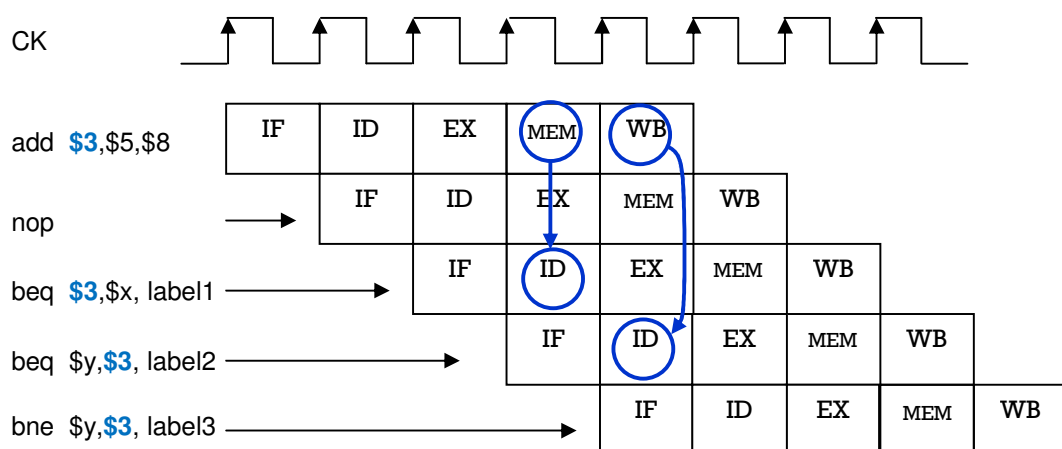 CK
add $3,$5,$8 IF ID EX MEM WB
nop IF ID EX MEM WB
beq $3,$x, label1 IF ID EX MEM WB
beq $y,$3, label2 IF ID EX MEM WB
bne $y,$3, label3 IF ID EX MEM WB